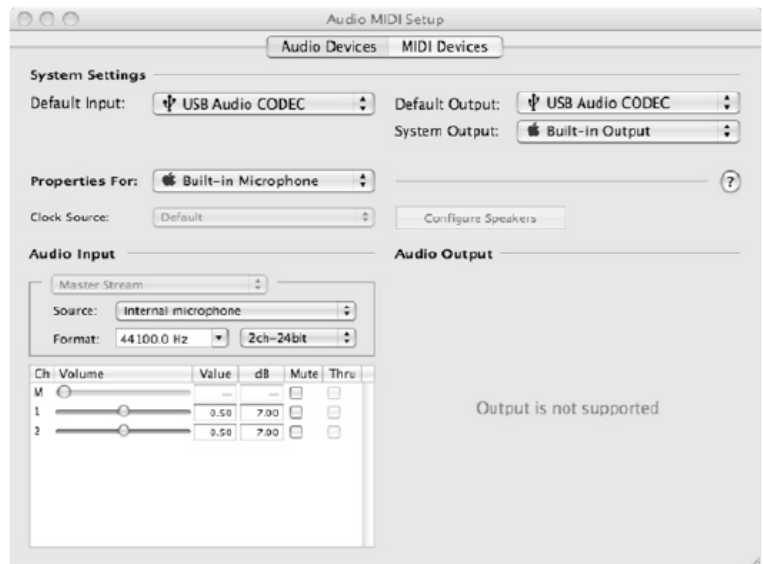 Audio MIDI Setup
Audio Devices MIDI Devices
System Settings
Default Input: USB Audio CODEC
Default Output: USB Audio CODEC
System Output: Built-in Output
Properties For: Built-in Microphone
?
Clock Source: Default
Configure Speakers
Audio Input
Audio Output
Master Stream
Source: Internal microphone
Format: 44100.0 Hz 2ch-24bit
Ch Volume Value dB Mute Thru
M — —
1 0.50 7.00
2 0.50 7.00
Output is not supported